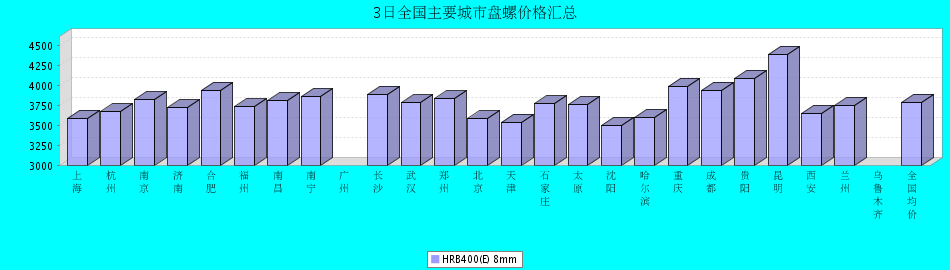 3日全国主要城市盘螺价格汇总
4500
4250
4000
3750
3500
3250
3000
上海
杭州
南京
济南
合肥
福州
南昌
南宁
广州
长沙
武汉
郑州
北京
天津
石家庄
太原
沈阳
哈尔滨
重庆
成都
贵阳
昆明
西安
兰州
乌鲁木齐
全国均价
HRB400(E) 8mm